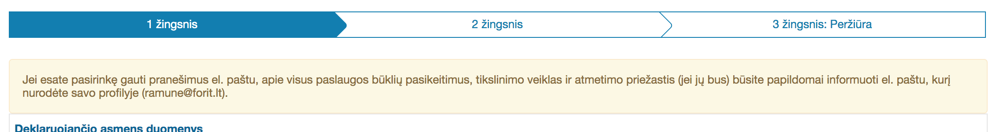 1 žingsnis
2 žingsnis
3 žingsnis: Peržiūra
Jei esate pasirinkę gauti pranešimus el. paštu, apie visus paslaugos būklių pasikeitimus, tikslinimo veiklas ir atmetimo priežastis (jei jų bus) būsite papildomai informuoti el. paštu, kurį
nurodėte savo profilyje (ramune@forit.lt).
Deklaruojančio asmens duomenys